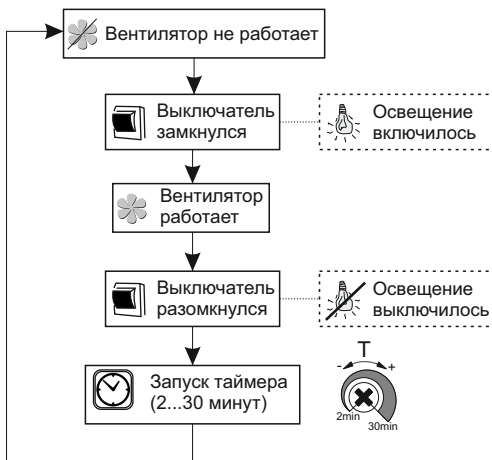 Вентилятор не работает
Выключатель
замкнулся
Освещение
включилось
Вентилятор
работает
Выключатель
разомкнулся
Освещение
выключилось
Запуск таймера
(2...30 минут)
T
- +
2min
30min